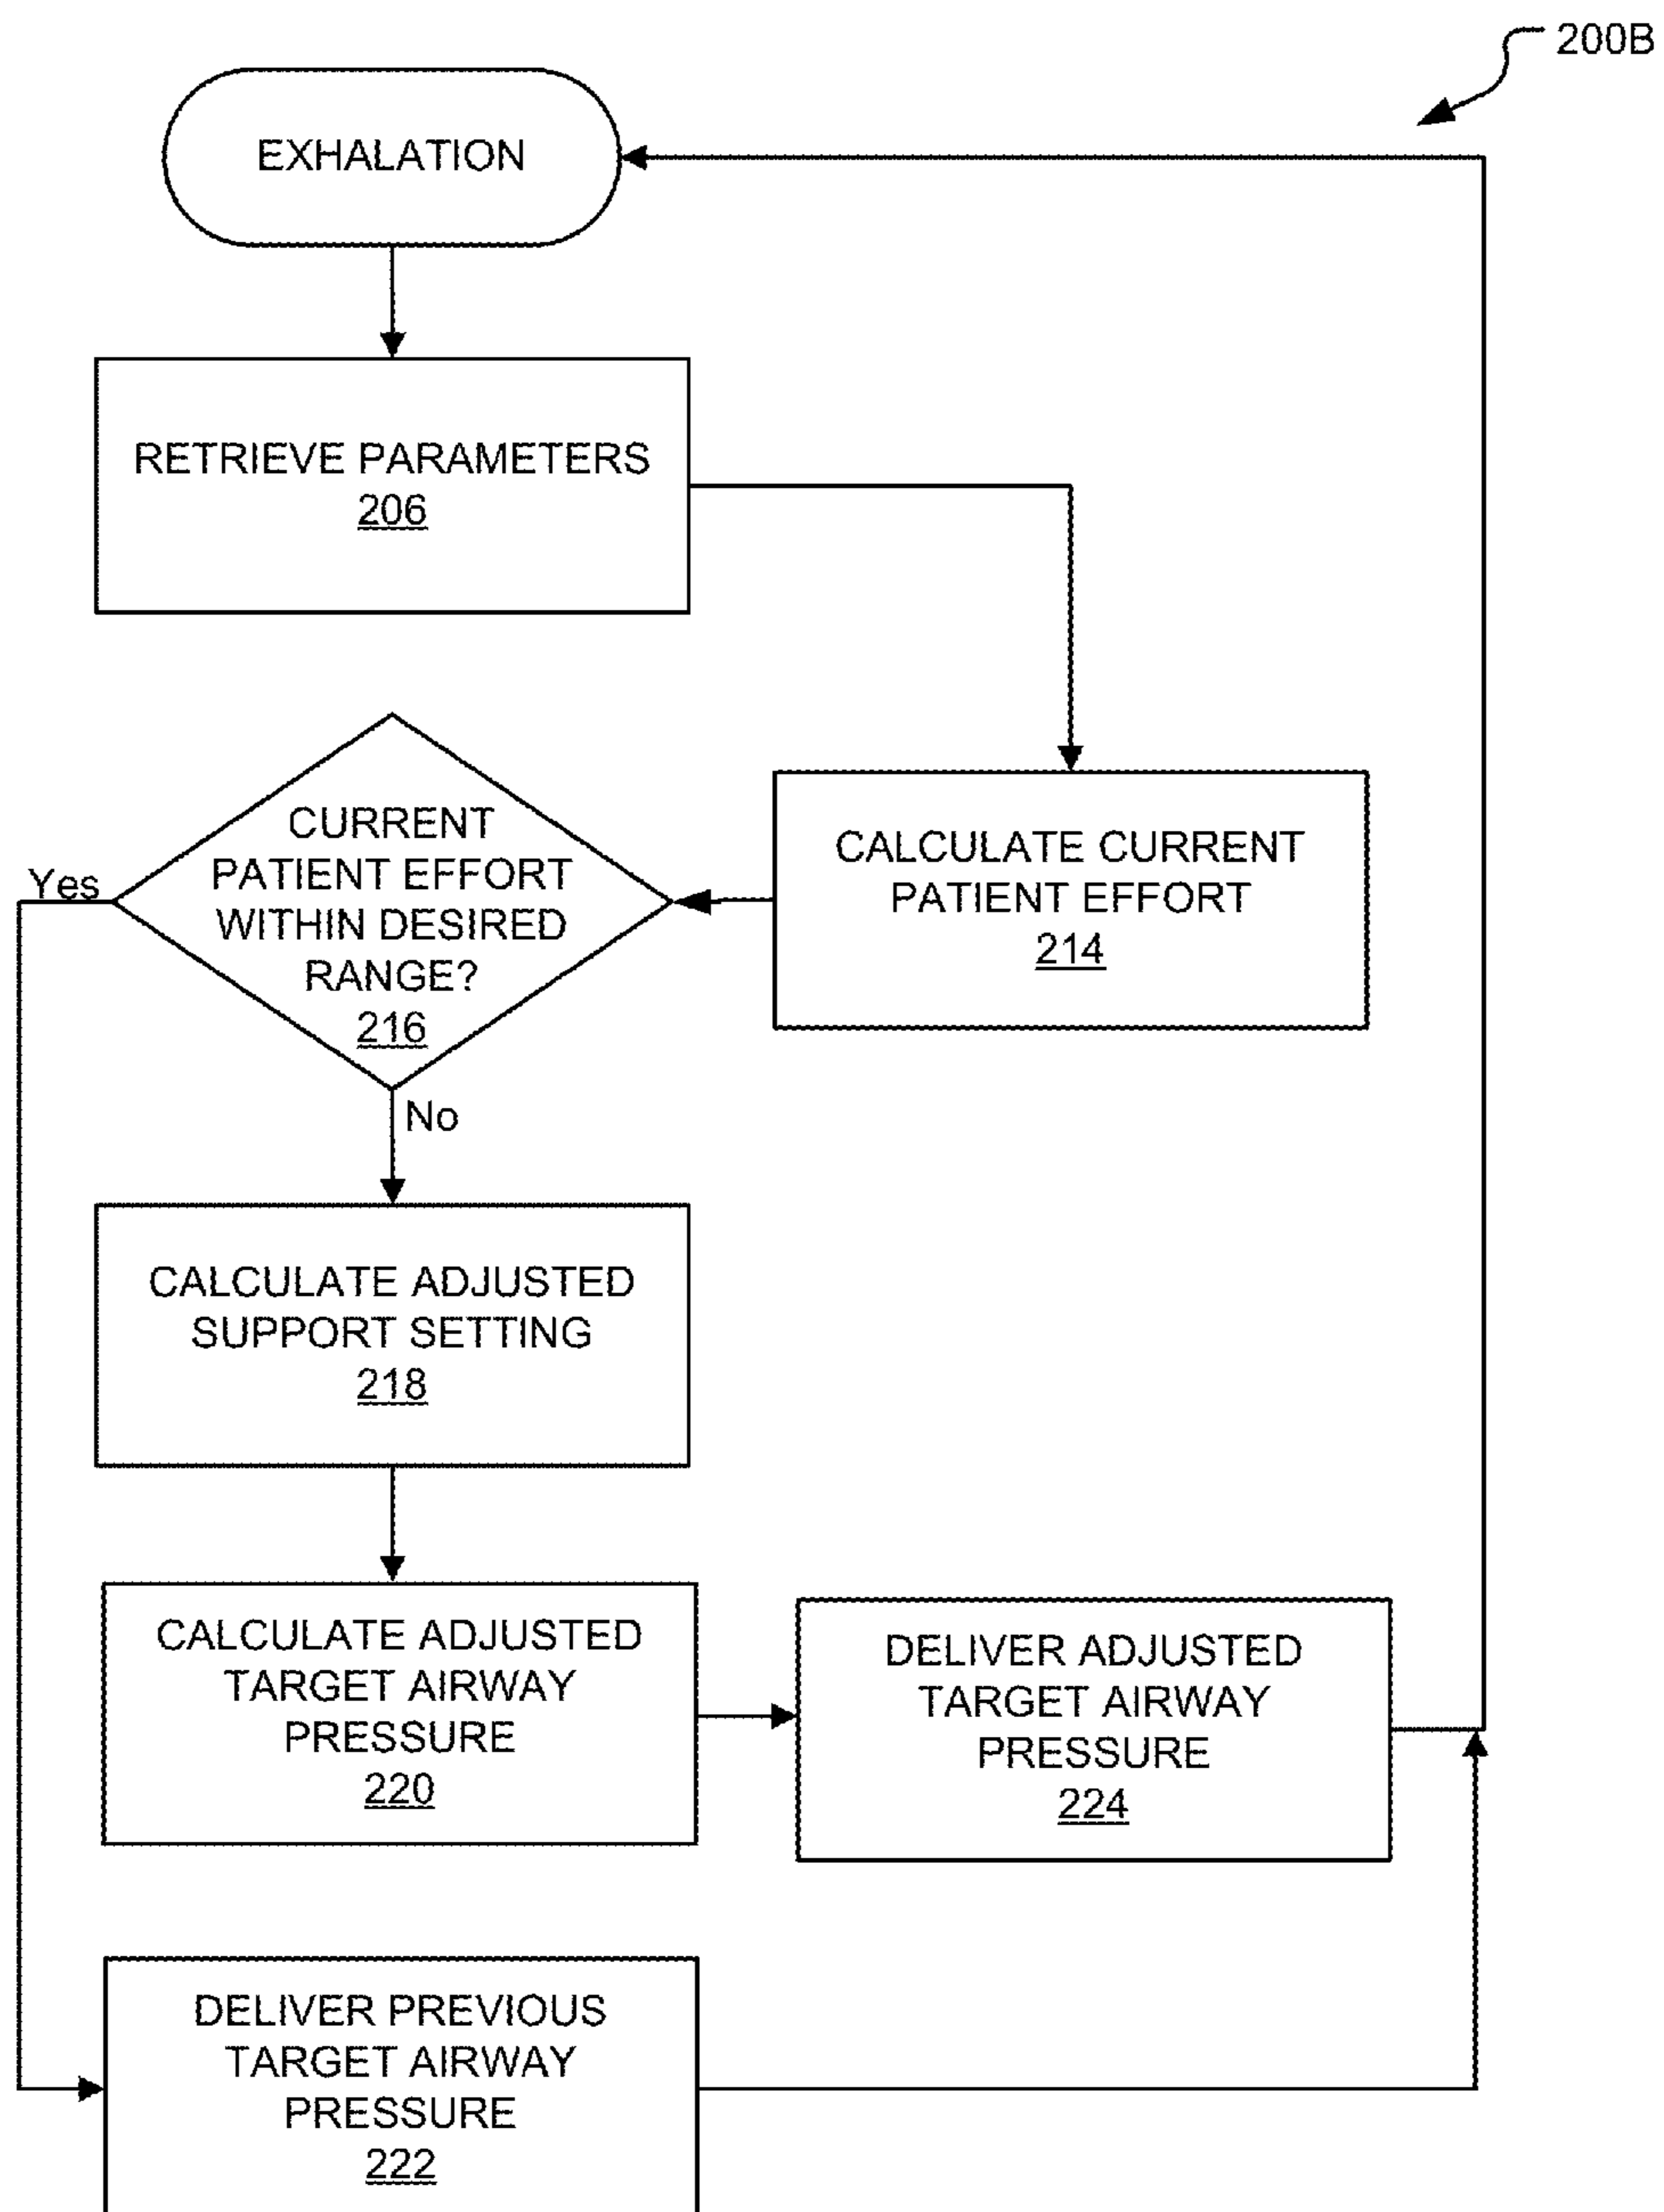 200B
EXHALATION
RETRIEVE PARAMETERS
206
CALCULATE CURRENT
PATIENT EFFORT
214
CURRENT
PATIENT EFFORT
WITHIN DESIRED
RANGE?
216
Yes
No
CALCULATE ADJUSTED
SUPPORT SETTING
218
CALCULATE ADJUSTED
TARGET AIRWAY
PRESSURE
220
DELIVER ADJUSTED
TARGET AIRWAY
PRESSURE
224
DELIVER PREVIOUS
TARGET AIRWAY
PRESSURE
222